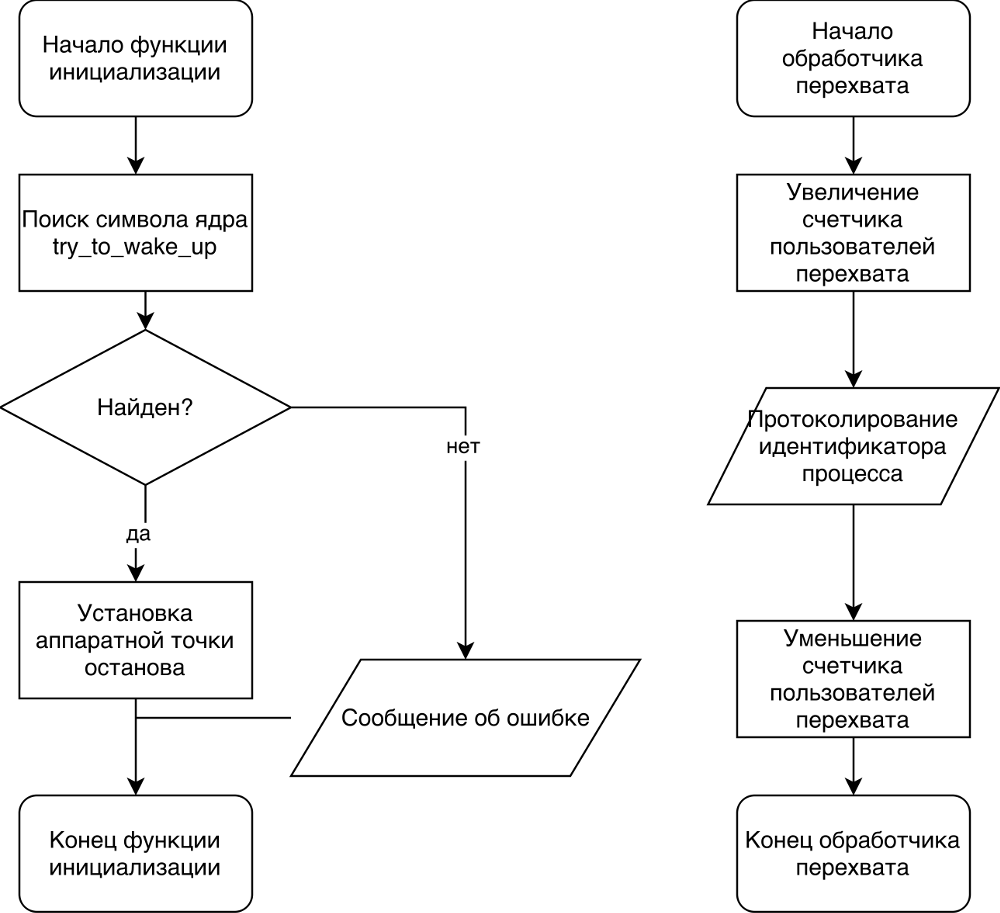 Начало функции
инициализации
Поиск символа ядра
try_to_wake_up
Найден?
нет
да
Установка
аппаратной точки
останова
Сообщение об ошибке
Конец функции
инициализации
Начало
обработчика
перехвата
Увеличение
счетчика
пользователей
перехвата
Протоколирование
идентификатора
процесса
Уменьшение
счетчика
пользователей
перехвата
Конец обработчика
перехвата